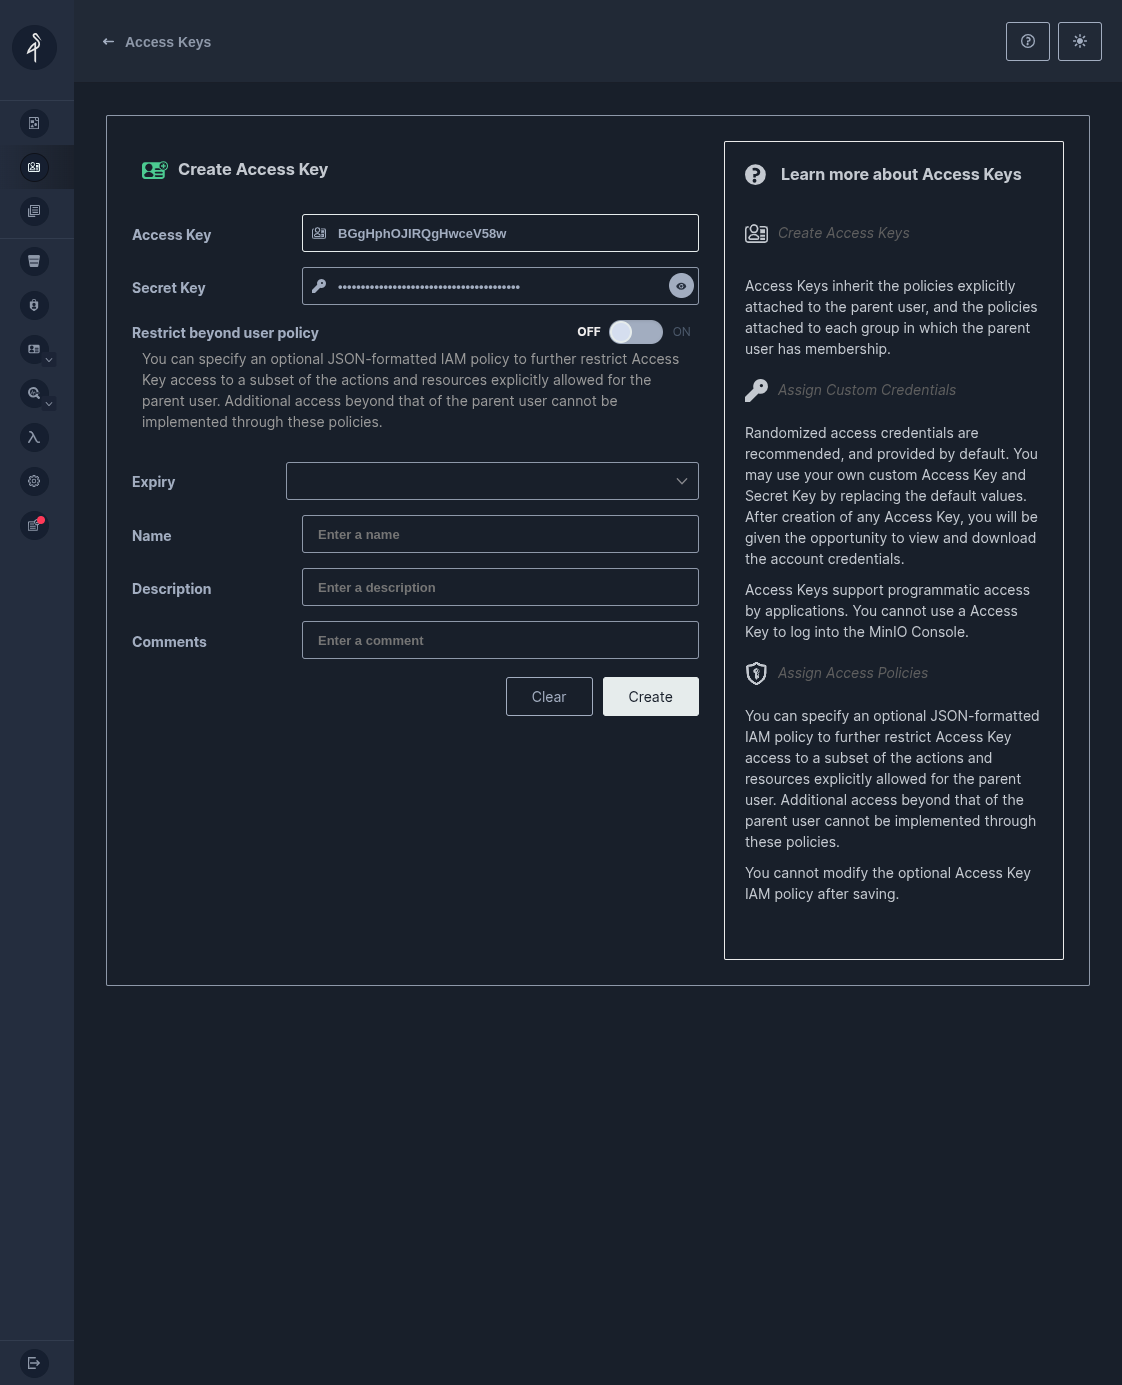 Access Keys
Create Access Key
Access Key
BGgHphOJIRQgHwceV58w
Secret Key
••••••••••••••••••••••••••••••••••••••••
Restrict beyond user policy
OFF
ON
You can specify an optional JSON-formatted IAM policy to further restrict Access
Key access to a subset of the actions and resources explicitly allowed for the
parent user. Additional access beyond that of the parent user cannot be
implemented through these policies.
Expiry
Name
Enter a name
Description
Enter a description
Comments
Enter a comment
Clear
Create
Learn more about Access Keys
Create Access Keys
Access Keys inherit the policies explicitly
attached to the parent user, and the policies
attached to each group in which the parent
user has membership.
Assign Custom Credentials
Randomized access credentials are
recommended, and provided by default. You
may use your own custom Access Key and
Secret Key by replacing the default values.
After creation of any Access Key, you will be
given the opportunity to view and download
the account credentials.
Access Keys support programmatic access
by applications. You cannot use a Access
Key to log into the MinIO Console.
Assign Access Policies
You can specify an optional JSON-formatted
IAM policy to further restrict Access Key
access to a subset of the actions and
resources explicitly allowed for the parent
user. Additional access beyond that of the
parent user cannot be implemented through
these policies.
You cannot modify the optional Access Key
IAM policy after saving.